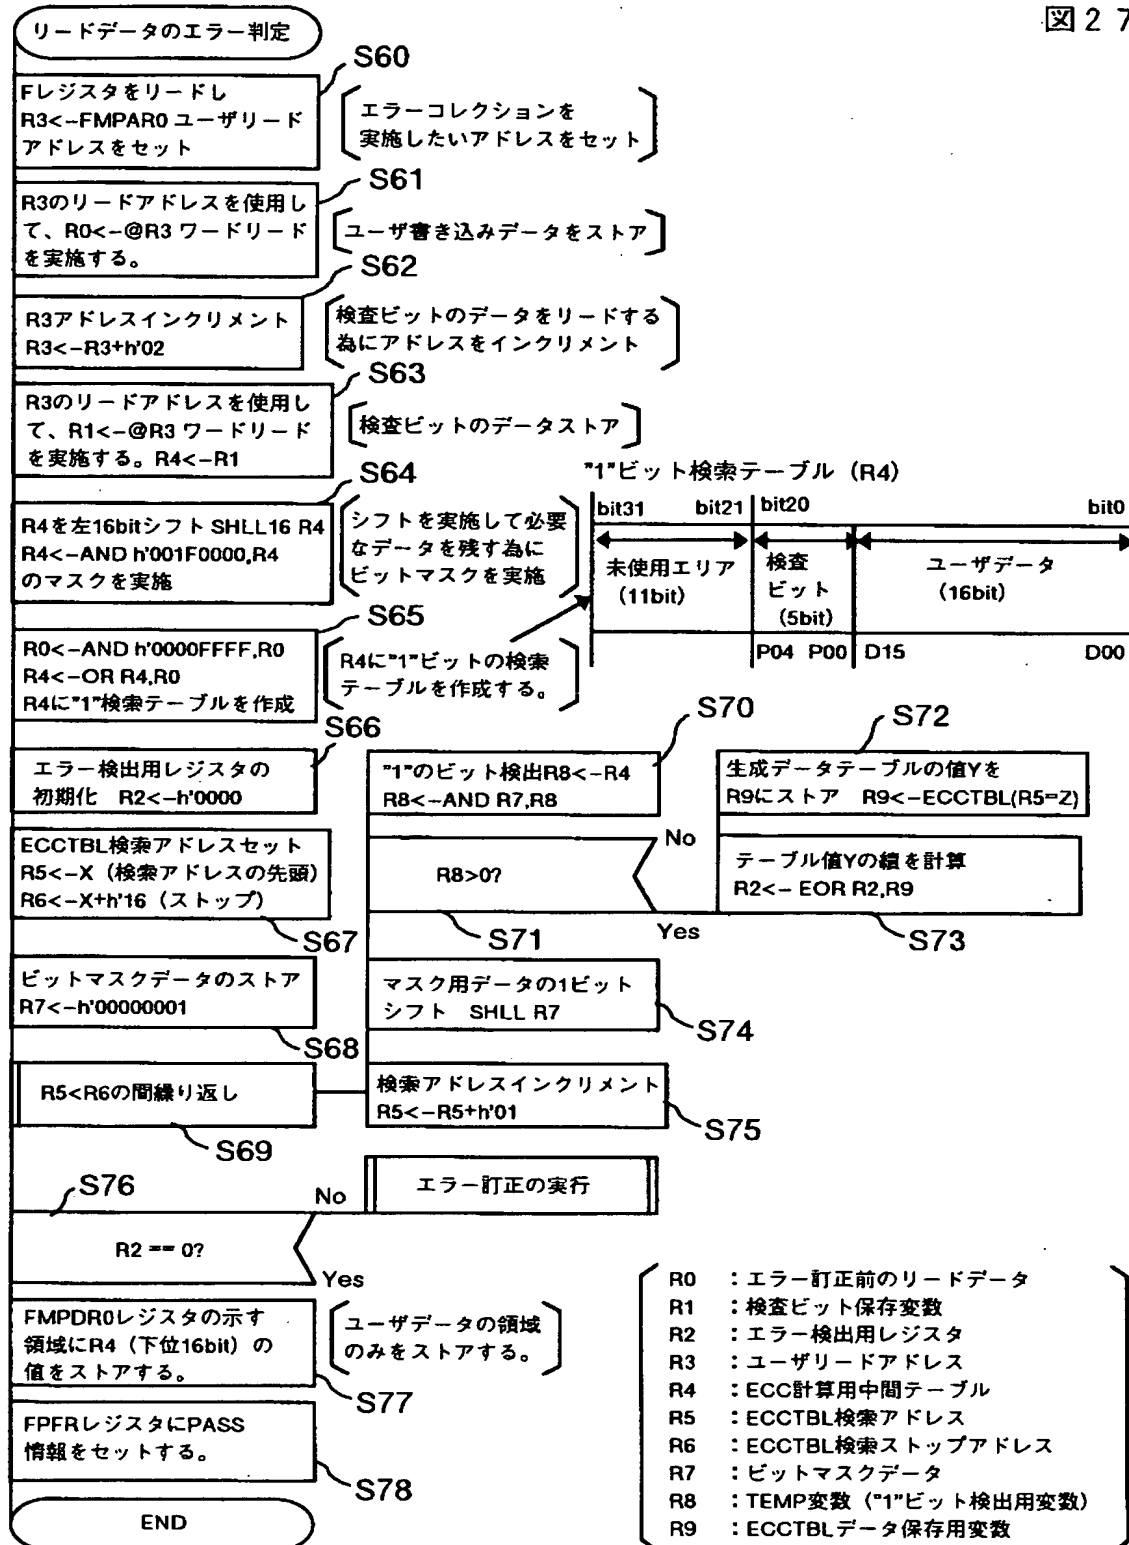 図27
リードデータのエラー判定
S60
Fレジスタをリードし
R3<-FMPAR0 ユーザリード
アドレスをセット
エラーコレクションを
実施したいアドレスをセット
S61
R3のリードアドレスを使用し
て、R0<-@R3 ワードリード
を実施する。
ユーザ書き込みデータをストア
S62
R3アドレスインクリメント
R3<-R3+h'02
検査ビットのデータをリードする
為にアドレスをインクリメント
S63
R3のリードアドレスを使用し
て、R1<-@R3 ワードリード
を実施する。R4<-R1
検査ビットのデータストア
S64
R4を左16bitシフト SHLL16 R4
R4<-AND h'001F0000,R4
のマスクを実施
シフトを実施して必要
なデータを残す為に
ビットマスクを実施
"1"ビット検索テーブル（R4）
bit31 bit21 bit20 bit0
未使用エリア
（11bit）
検査
ビット
(5bit)
ユーザデータ
（16bit）
P04 P00 D15 D00
S65
R0<-AND h'0000FFFF,R0
R4<-OR R4,R0
R4に"1"検索テーブルを作成
R4に"1"ビットの検索
テーブルを作成する。
S66
エラー検出用レジスタの
初期化 R2<-h'0000
ECCTBL検索アドレスセット
R5<-X（検索アドレスの先頭）
R6<-X+h'16（ストップ）
S67
ビットマスクデータのストア
R7<-h'00000001
S68
R5<R6の間繰り返し
S69
S70
"1"のビット検出R8<-R4
R8<-AND R7,R8
R8>0?
No
Yes
S71
S72
生成データテーブルの値Yを
R9にストア R9<-ECCTBL(R5=Z)
テーブル値Yの積を計算
R2<- EOR R2,R9
S73
マスク用データの1ビット
シフト SHLL R7
S74
検索アドレスインクリメント
R5<-R5+h'01
S75
S76
R2 == 0?
No
Yes
エラー訂正の実行
FMPDR0レジスタの示す
領域にR4（下位16bit）の
値をストアする。
ユーザデータの領域
のみをストアする。
S77
FPFRレジスタにPASS
情報をセットする。
S78
END
R0 ：エラー訂正前のリードデータ
R1 ：検査ビット保存変数
R2 ：エラー検出用レジスタ
R3 ：ユーザリードアドレス
R4 ：ECC計算用中間テーブル
R5 ：ECCTBL検索アドレス
R6 ：ECCTBL検索ストップアドレス
R7 ：ビットマスクデータ
R8 ：TEMP変数（"1"ビット検出用変数）
R9 ：ECCTBLデータ保存用変数